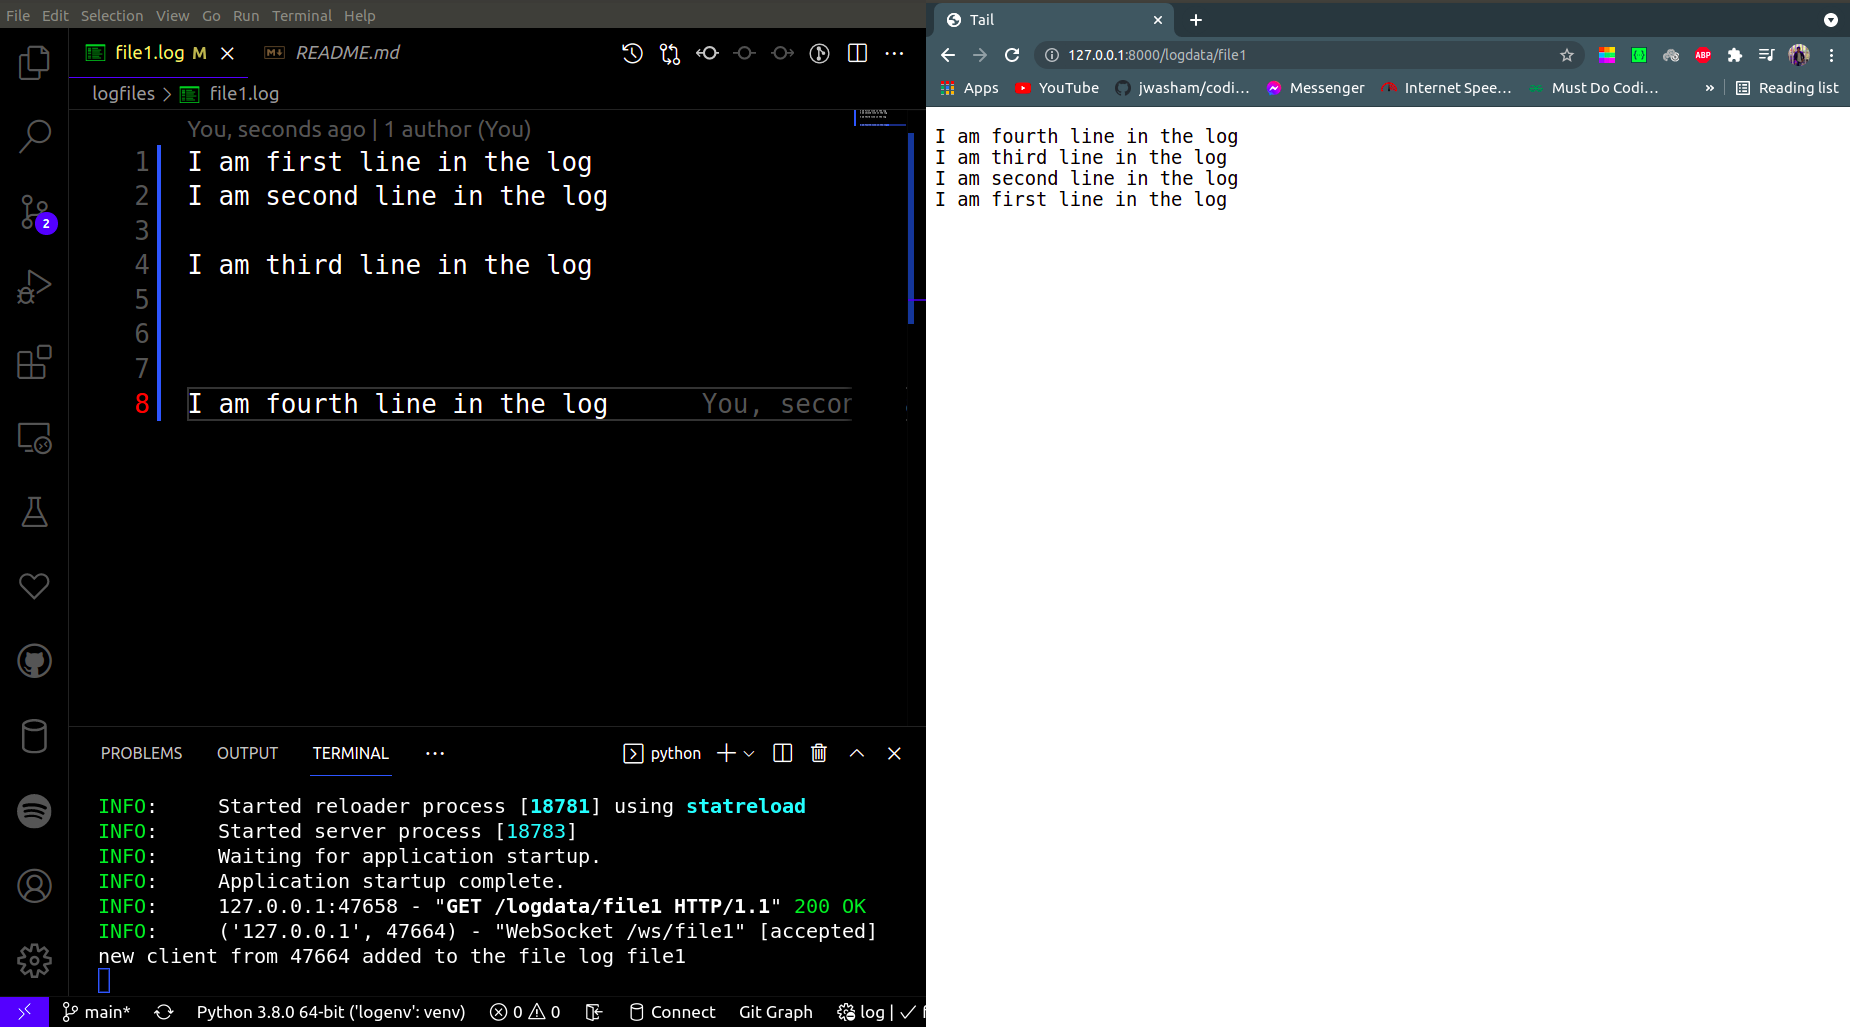 File Edit Selection View Go Run Terminal Help
file1.log M README.md
logfiles > file1.log
You, seconds ago | 1 author (You)
1 I am first line in the log
2 I am second line in the log
3
4 I am third line in the log
5
6
7
8 I am fourth line in the log You, secon
2
PROBLEMS OUTPUT TERMINAL ... python
INFO: Started reloader process [18781] using statreload
INFO: Started server process [18783]
INFO: Waiting for application startup.
INFO: Application startup complete.
INFO: 127.0.0.1:47658 - "GET /logdata/file1 HTTP/1.1" 200 OK
INFO: ('127.0.0.1', 47664) - "WebSocket /ws/file1" [accepted]
new client from 47664 added to the file log file1
main* Python 3.8.0 64-bit ('logenv': venv) 0 0 Connect Git Graph log | ✓ f
Tail
127.0.0.1:8000/logdata/file1 ABP
Apps YouTube jwasham/codi... Messenger Internet Spee... Must Do Codi... » Reading list
I am fourth line in the log
I am third line in the log
I am second line in the log
I am first line in the log